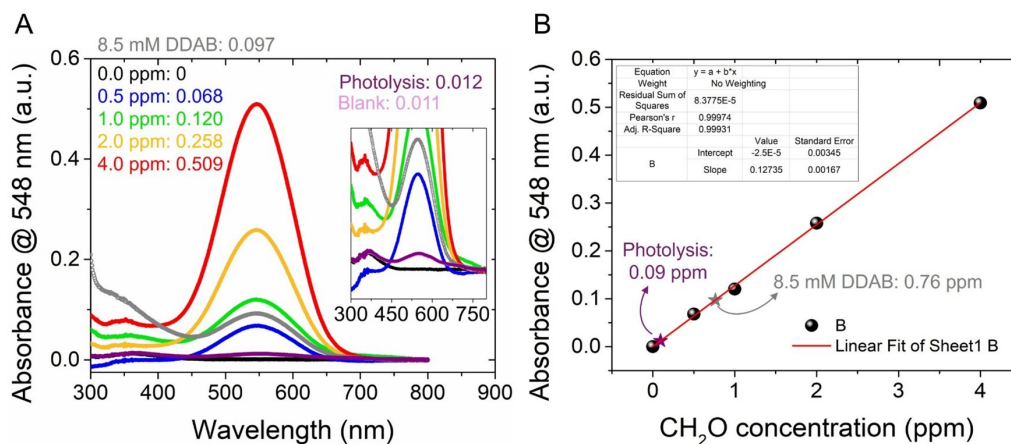 A
8.5 mM DDAB: 0.097
0.0 ppm: 0
0.5 ppm: 0.068
1.0 ppm: 0.120
2.0 ppm: 0.258
4.0 ppm: 0.509
Photolysis: 0.012
Blank: 0.011
300 450 600 750
0.6
0.5
0.4
0.3
0.2
0.1
0.0
Absorbance @ 548 nm (a.u.)
300 400 500 600 700 800 900
Wavelength (nm)
B
Equation y = a + b*x
Weight No Weighting
Residual Sum of Squares 8.3775E-5
Pearson's r 0.99974
Adj. R-Square 0.99931
Value Standard Error
B Intercept -2.5E-5 0.00345
Slope 0.12735 0.00167
Photolysis:
0.09 ppm
8.5 mM DDAB: 0.76 ppm
B
Linear Fit of Sheet1 B
0.6
0.5
0.4
0.3
0.2
0.1
0.0
Absorbance @ 548 nm (a.u.)
0 1 2 3 4
CH₂O concentration (ppm)